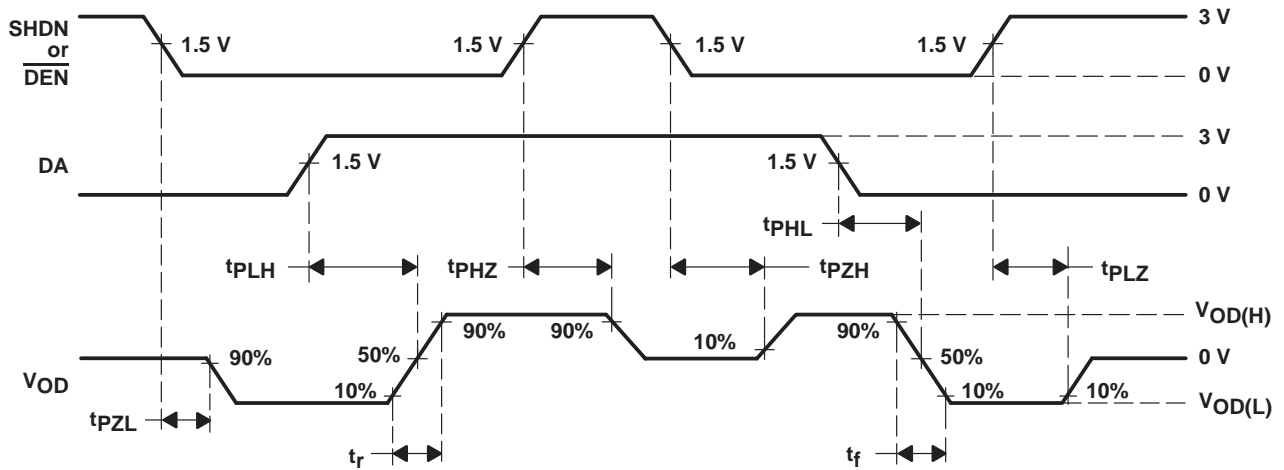 SHDN
or
DEN
1.5 V
1.5 V
1.5 V
1.5 V
3 V
0 V
DA
1.5 V
1.5 V
3 V
0 V
tPLH
tPHZ
tPHL
tPZH
tPLZ
VOD
90%
50%
90%
90%
10%
90%
50%
VOD(H)
0 V
10%
10%
10%
VOD(L)
tPZL
tr
tf